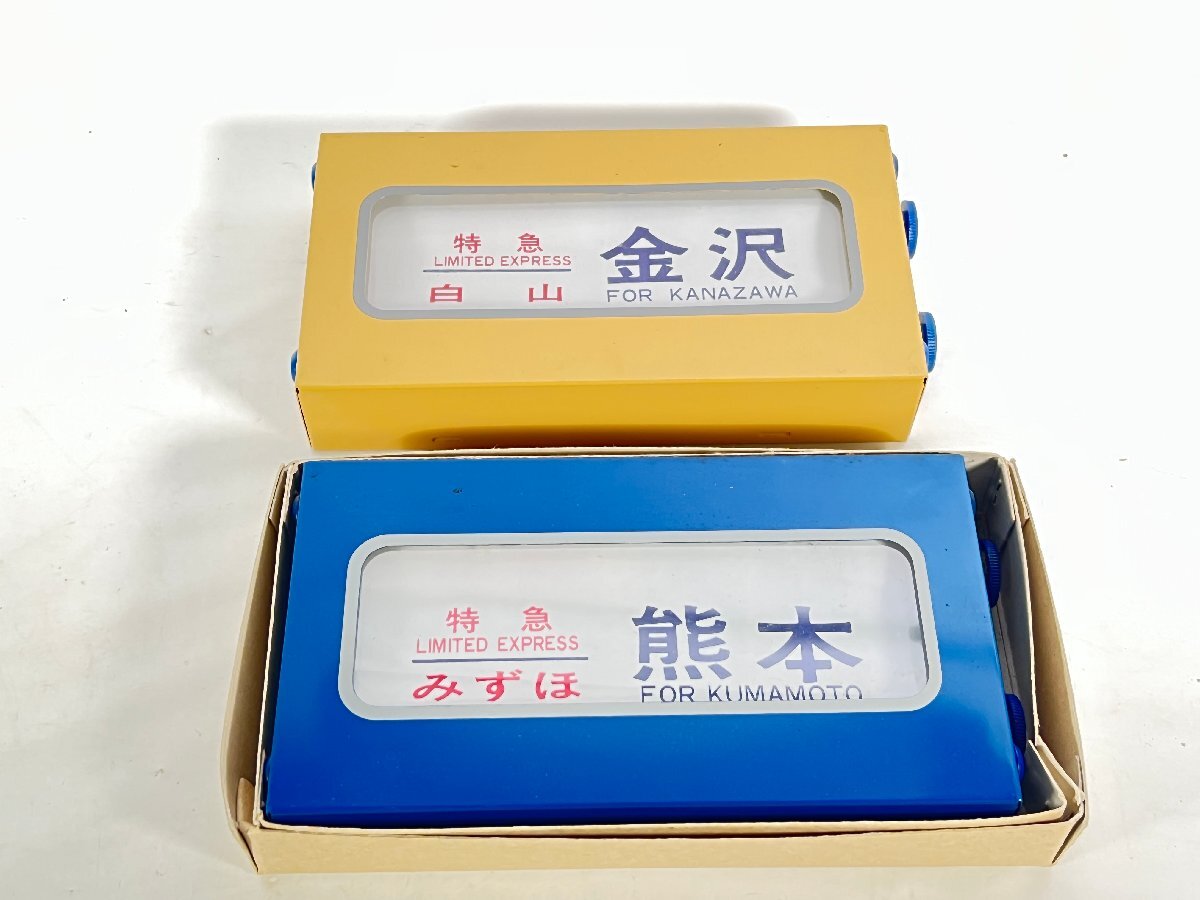 特急
LIMITED EXPRESS
白山
金沢
FOR KANAZAWA
特急
LIMITED EXPRESS
みずほ
熊本
FOR KUMAMOTO